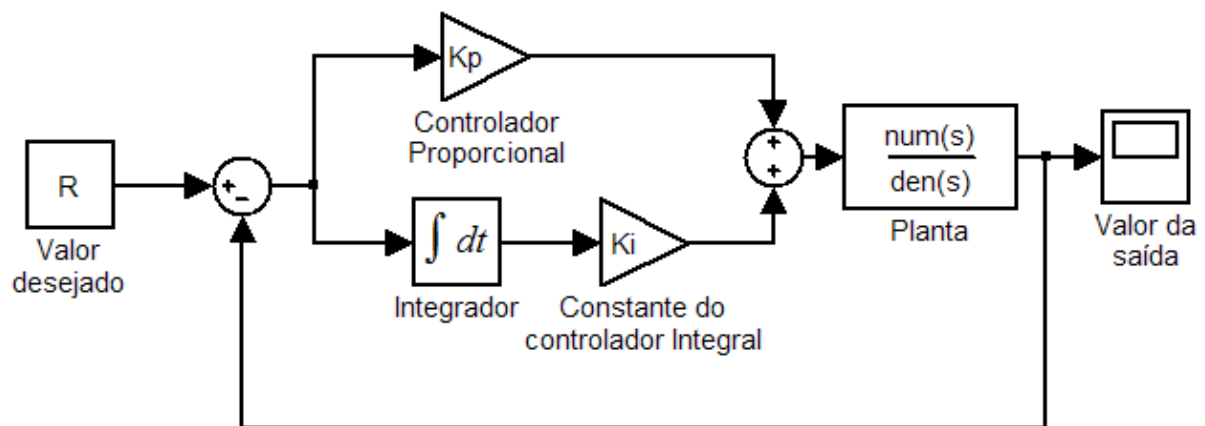 Kp
Controlador
Proporcional
R
Valor
desejado
+
-
∫ dt
Integrador
Ki
Constante do
controlador Integral
+
+
num(s)
den(s)
Planta
Valor da
saída